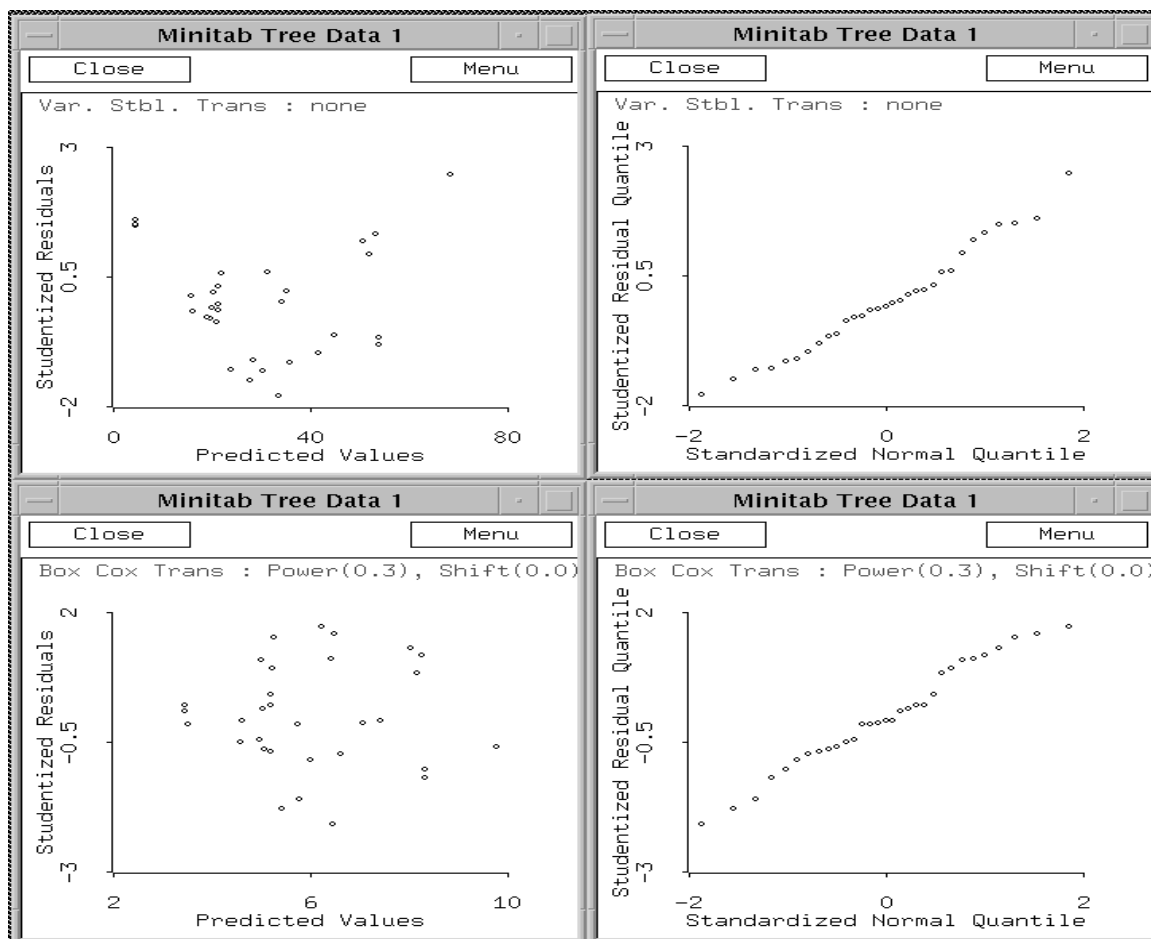 Minitab Tree Data 1
Close
Menu
Var. Stbl. Trans : none
Studentized Residuals
3
0.5
-2
0
40
80
Predicted Values
Minitab Tree Data 1
Close
Menu
Var. Stbl. Trans : none
Studentized Residual Quantile
3
0.5
-2
-2
0
2
Standardized Normal Quantile
Minitab Tree Data 1
Close
Menu
Box Cox Trans : Power(0.3), Shift(0.0)
Studentized Residuals
2
-0.5
-3
2
6
10
Predicted Values
Minitab Tree Data 1
Close
Menu
Box Cox Trans : Power(0.3), Shift(0.0)
Studentized Residual Quantile
2
-0.5
-3
-2
0
2
Standardized Normal Quantile